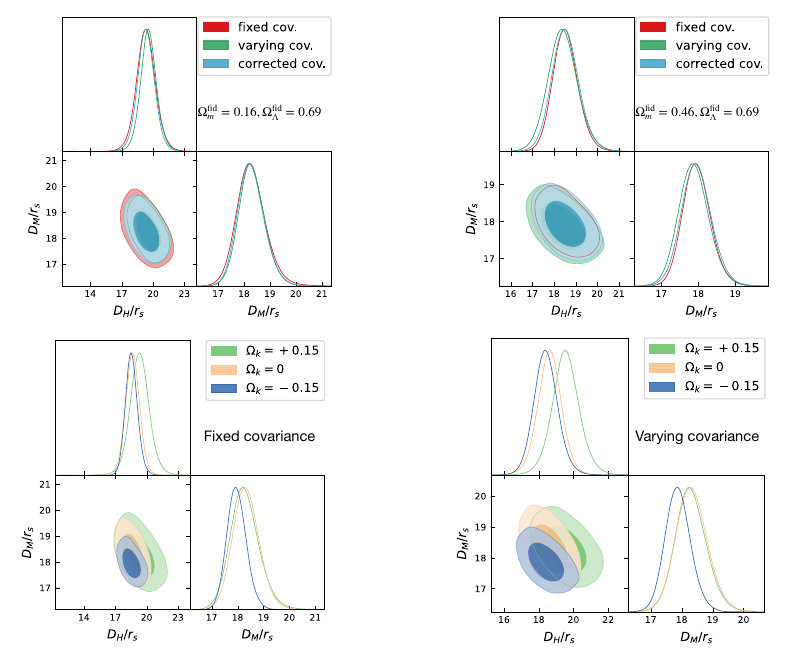 fixed cov.
varying cov.
corrected cov.
Ω_m^fid = 0.16, Ω_Λ^fid = 0.69
21
20
19
18
17
D_M/r_s
14 17 20 23
D_H/r_s
18 19 20 21
D_M/r_s
fixed cov.
varying cov.
corrected cov.
Ω_m^fid = 0.46, Ω_Λ^fid = 0.69
19
18
17
D_M/r_s
16 17 18 19 20 21
D_H/r_s
17 18 19
D_M/r_s
Ω_k = +0.15
Ω_k = 0
Ω_k = −0.15
Fixed covariance
21
20
19
18
17
D_M/r_s
14 17 20 23
D_H/r_s
17 18 19 20 21
D_M/r_s
Ω_k = +0.15
Ω_k = 0
Ω_k = −0.15
Varying covariance
20
19
18
17
D_M/r_s
16 18 20 22
D_H/r_s
17 18 19 20
D_M/r_s